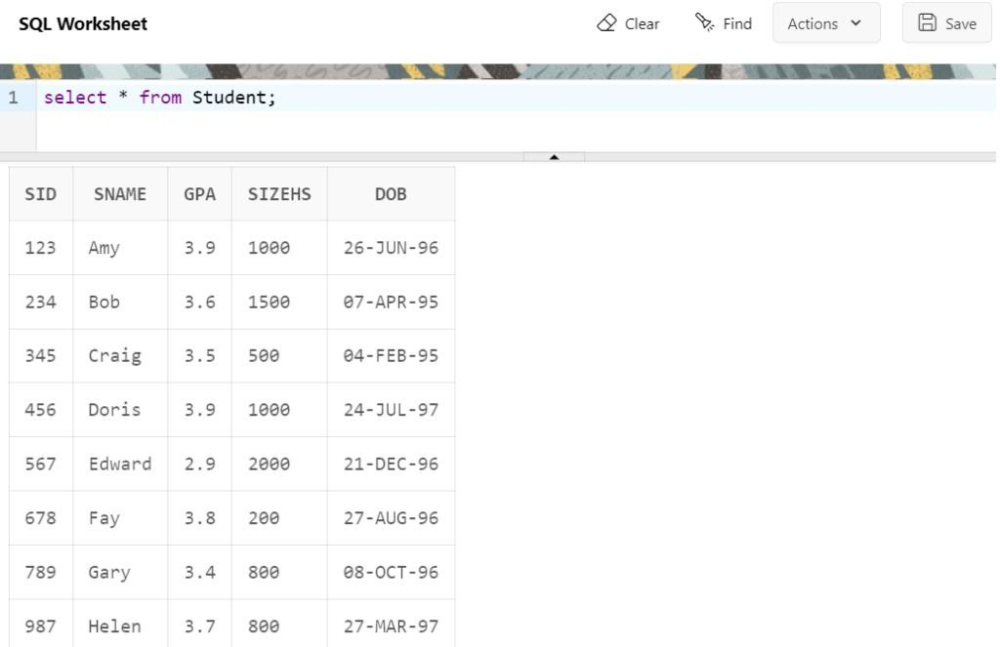 SQL Worksheet Clear Find Actions Save
1 select * from Student;
SID SNAME GPA SIZEHS DOB
123 Amy 3.9 1000 26-JUN-96
234 Bob 3.6 1500 07-APR-95
345 Craig 3.5 500 04-FEB-95
456 Doris 3.9 1000 24-JUL-97
567 Edward 2.9 2000 21-DEC-96
678 Fay 3.8 200 27-AUG-96
789 Gary 3.4 800 08-OCT-96
987 Helen 3.7 800 27-MAR-97